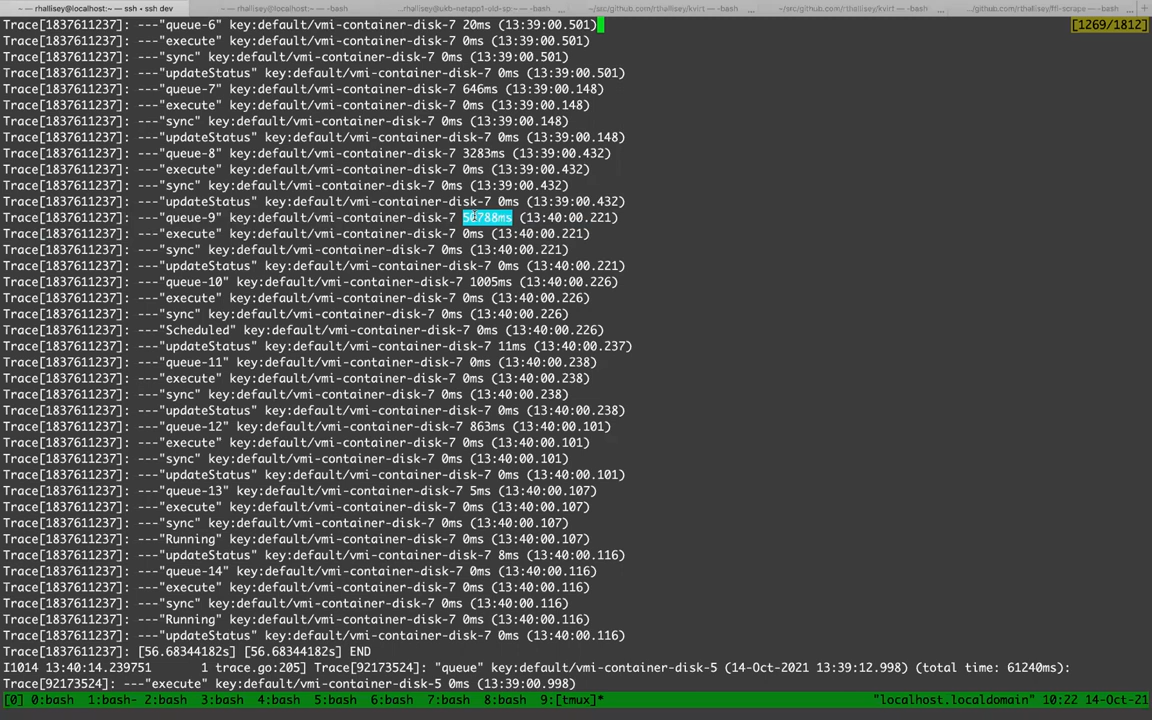 rhallisey@localhost:~ — ssh ‹ ssh dev
rhallisey@localhost:~ — -bash
~/src/github.com/rthallisey/kvirt — -bash
~/src/github.com/rthallisey/kvirt — -bash
[1269/1812]
Trace[1837611237]: ---"queue-6" key:default/vmi-container-disk-7 20ms (13:39:00.501)
Trace[1837611237]: ---"execute" key:default/vmi-container-disk-7 0ms (13:39:00.501)
Trace[1837611237]: ---"sync" key:default/vmi-container-disk-7 0ms (13:39:00.501)
Trace[1837611237]: ---"updateStatus" key:default/vmi-container-disk-7 0ms (13:39:00.501)
Trace[1837611237]: ---"queue-7" key:default/vmi-container-disk-7 646ms (13:39:00.148)
Trace[1837611237]: ---"execute" key:default/vmi-container-disk-7 0ms (13:39:00.148)
Trace[1837611237]: ---"sync" key:default/vmi-container-disk-7 0ms (13:39:00.148)
Trace[1837611237]: ---"updateStatus" key:default/vmi-container-disk-7 0ms (13:39:00.148)
Trace[1837611237]: ---"queue-8" key:default/vmi-container-disk-7 3283ms (13:39:00.432)
Trace[1837611237]: ---"execute" key:default/vmi-container-disk-7 0ms (13:39:00.432)
Trace[1837611237]: ---"sync" key:default/vmi-container-disk-7 0ms (13:39:00.432)
Trace[1837611237]: ---"updateStatus" key:default/vmi-container-disk-7 0ms (13:39:00.432)
Trace[1837611237]: ---"queue-9" key:default/vmi-container-disk-7 (13:40:00.221)
Trace[1837611237]: ---"execute" key:default/vmi-container-disk-7 0ms (13:40:00.221)
Trace[1837611237]: ---"sync" key:default/vmi-container-disk-7 0ms (13:40:00.221)
Trace[1837611237]: ---"updateStatus" key:default/vmi-container-disk-7 0ms (13:40:00.221)
Trace[1837611237]: ---"queue-10" key:default/vmi-container-disk-7 1005ms (13:40:00.226)
Trace[1837611237]: ---"execute" key:default/vmi-container-disk-7 0ms (13:40:00.226)
Trace[1837611237]: ---"sync" key:default/vmi-container-disk-7 0ms (13:40:00.226)
Trace[1837611237]: ---"Scheduled" key:default/vmi-container-disk-7 0ms (13:40:00.226)
Trace[1837611237]: ---"updateStatus" key:default/vmi-container-disk-7 11ms (13:40:00.237)
Trace[1837611237]: ---"queue-11" key:default/vmi-container-disk-7 0ms (13:40:00.238)
Trace[1837611237]: ---"execute" key:default/vmi-container-disk-7 0ms (13:40:00.238)
Trace[1837611237]: ---"sync" key:default/vmi-container-disk-7 0ms (13:40:00.238)
Trace[1837611237]: ---"updateStatus" key:default/vmi-container-disk-7 0ms (13:40:00.238)
Trace[1837611237]: ---"queue-12" key:default/vmi-container-disk-7 863ms (13:40:00.101)
Trace[1837611237]: ---"execute" key:default/vmi-container-disk-7 0ms (13:40:00.101)
Trace[1837611237]: ---"sync" key:default/vmi-container-disk-7 0ms (13:40:00.101)
Trace[1837611237]: ---"updateStatus" key:default/vmi-container-disk-7 0ms (13:40:00.101)
Trace[1837611237]: ---"queue-13" key:default/vmi-container-disk-7 5ms (13:40:00.107)
Trace[1837611237]: ---"execute" key:default/vmi-container-disk-7 0ms (13:40:00.107)
Trace[1837611237]: ---"sync" key:default/vmi-container-disk-7 0ms (13:40:00.107)
Trace[1837611237]: ---"Running" key:default/vmi-container-disk-7 0ms (13:40:00.107)
Trace[1837611237]: ---"updateStatus" key:default/vmi-container-disk-7 8ms (13:40:00.116)
Trace[1837611237]: ---"queue-14" key:default/vmi-container-disk-7 0ms (13:40:00.116)
Trace[1837611237]: ---"execute" key:default/vmi-container-disk-7 0ms (13:40:00.116)
Trace[1837611237]: ---"sync" key:default/vmi-container-disk-7 0ms (13:40:00.116)
Trace[1837611237]: ---"Running" key:default/vmi-container-disk-7 0ms (13:40:00.116)
Trace[1837611237]: ---"updateStatus" key:default/vmi-container-disk-7 0ms (13:40:00.116)
Trace[1837611237]: [56.68344182s] [56.68344182s] END
I1014 13:40:14.239751 1 trace.go:205] Trace[92173524]: "queue" key:default/vmi-container-disk-5 (14-Oct-2021 13:39:12.998) (total time: 61240ms):
Trace[92173524]: ---"execute" key:default/vmi-container-disk-5 0ms (13:39:00.998)
[0] 0:bash 1:bash- 2:bash 3:bash 4:bash 5:bash 6:bash 7:bash 8:bash 9:[tmux]* "localhost.localdomain" 10:22 14-Oct-21